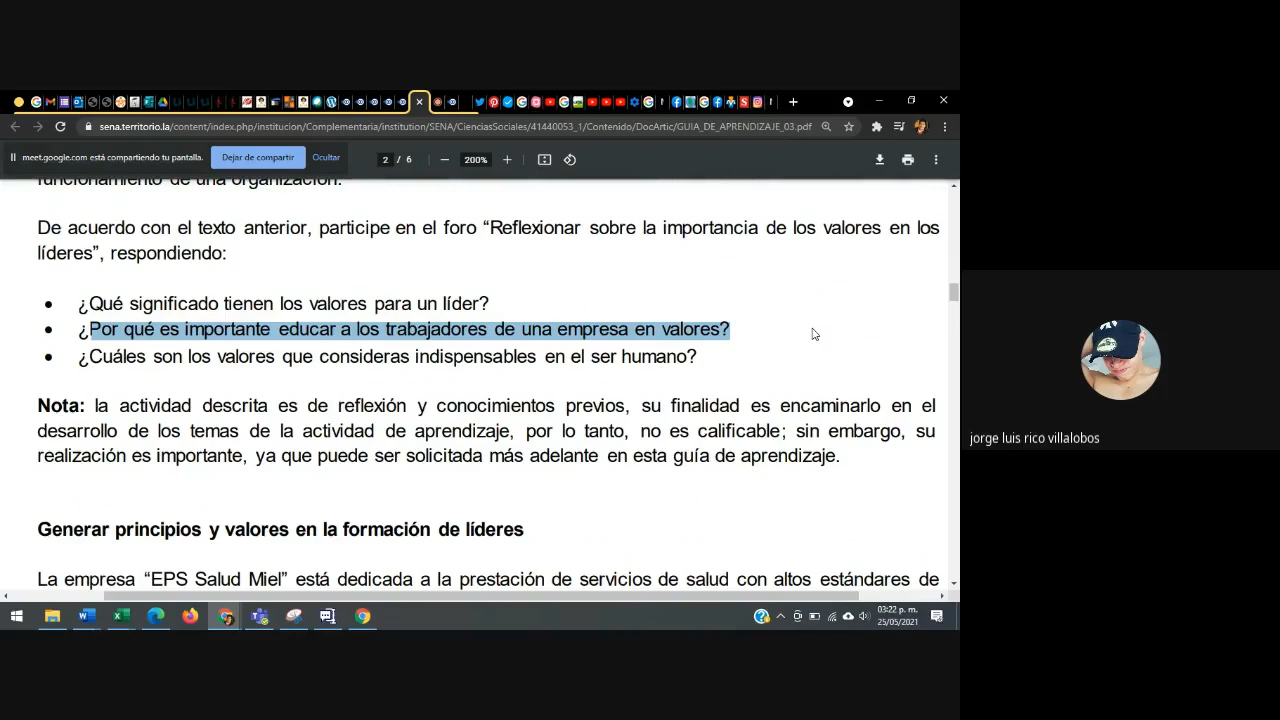 sena.territorio.la/content/index.php/institucion/Complementaria/institution/SENA/CienciasSociales/41440053_1/Contenido/DocArtic/GUIA_DE_APRENDIZAJE_03.pdf
meet.google.com está compartiendo tu pantalla. Dejar de compartir Ocultar 2 / 6 200%
funcionamiento de una organización.
De acuerdo con el texto anterior, participe en el foro “Reflexionar sobre la importancia de los valores en los
líderes”, respondiendo:
• ¿Qué significado tienen los valores para un líder?
• ¿Por qué es importante educar a los trabajadores de una empresa en valores?
• ¿Cuáles son los valores que consideras indispensables en el ser humano?
Nota: la actividad descrita es de reflexión y conocimientos previos, su finalidad es encaminarlo en el
desarrollo de los temas de la actividad de aprendizaje, por lo tanto, no es calificable; sin embargo, su
realización es importante, ya que puede ser solicitada más adelante en esta guía de aprendizaje.
jorge luis rico villalobos
Generar principios y valores en la formación de líderes
La empresa “EPS Salud Miel” está dedicada a la prestación de servicios de salud con altos estándares de
03:22 p. m.
25/05/2021